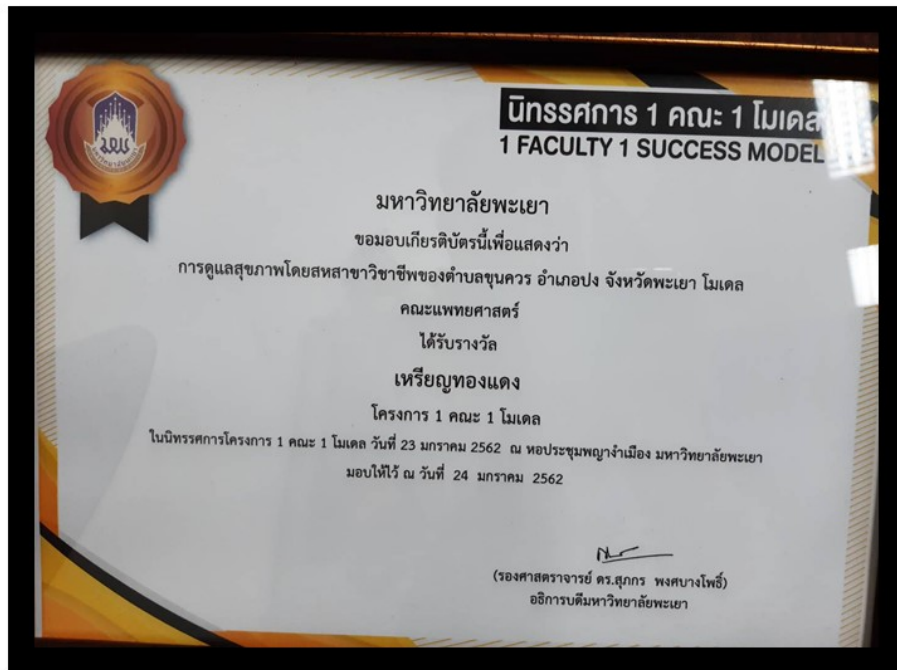 นิทรรศการ 1 คณะ 1 โมเดล
1 FACULTY 1 SUCCESS MODEL
มหาวิทยาลัยพะเยา
ขอมอบเกียรติบัตรนี้เพื่อแสดงว่า
การดูแลสุขภาพโดยสหสาขาวิชาชีพของตำบลขุนควร อำเภอปง จังหวัดพะเยา โมเดล
คณะแพทยศาสตร์
ได้รับรางวัล
เหรียญทองแดง
โครงการ 1 คณะ 1 โมเดล
ในนิทรรศการโครงการ 1 คณะ 1 โมเดล วันที่ 23 มกราคม 2562 ณ หอประชุมพญางำเมือง มหาวิทยาลัยพะเยา
มอบให้ไว้ ณ วันที่ 24 มกราคม 2562
(รองศาสตราจารย์ ดร.สุภกร พงศบางโพธิ์)
อธิการบดีมหาวิทยาลัยพะเยา